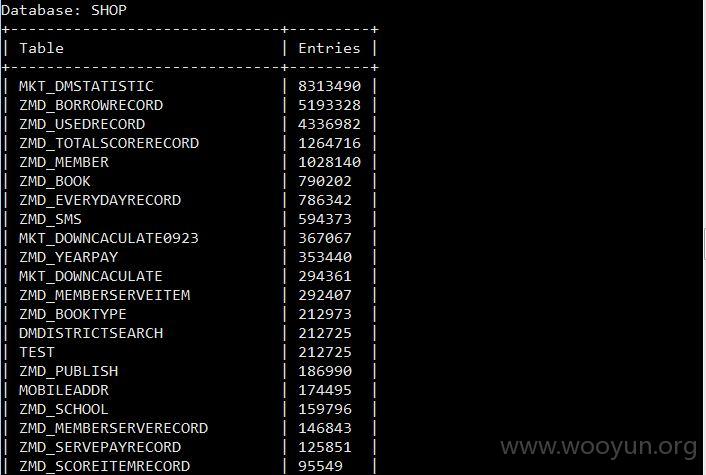 Database: SHOP
+------------------------------+---------+
| Table | Entries |
+------------------------------+---------+
| MKT_DMSTATISTIC | 8313490 |
| ZMD_BORROWRECORD | 5193328 |
| ZMD_USEDRECORD | 4336982 |
| ZMD_TOTALSCORERECORD | 1264716 |
| ZMD_MEMBER | 1028140 |
| ZMD_BOOK | 790202 |
| ZMD_EVERYDAYRECORD | 786342 |
| ZMD_SMS | 594373 |
| MKT_DOWNCACULATE0923 | 367067 |
| ZMD_YEARPAY | 353440 |
| MKT_DOWNCACULATE | 294361 |
| ZMD_MEMBERSERVEITEM | 292407 |
| ZMD_BOOKTYPE | 212973 |
| DMDISTRICTSEARCH | 212725 |
| TEST | 212725 |
| ZMD_PUBLISH | 186990 |
| MOBILEADDR | 174495 |
| ZMD_SCHOOL | 159796 |
| ZMD_MEMBERSERVERECORD | 146843 |
| ZMD_SERVEPAYRECORD | 125851 |
| ZMD_SCOREITEMRECORD | 95549 |
www.wooyun.org